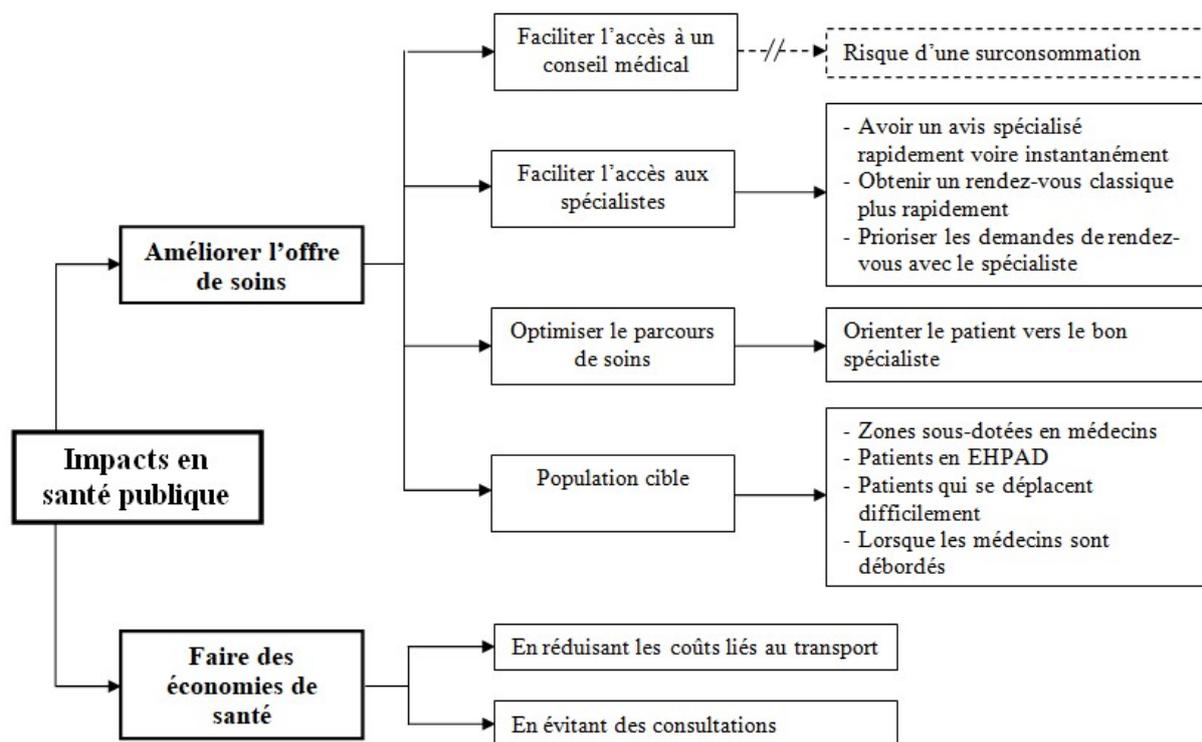 Impacts en
santé publique
Améliorer l’offre
de soins
Faciliter l’accès à un
conseil médical
Risque d’une surconsommation
Faciliter l’accès aux
spécialistes
- Avoir un avis spécialisé
rapidement voire instantanément
- Obtenir un rendez-vous classique
plus rapidement
- Prioriser les demandes de rendez-
vous avec le spécialiste
Optimiser le parcours
de soins
Orienter le patient vers le bon
spécialiste
Population cible
- Zones sous-dotées en médecins
- Patients en EHPAD
- Patients qui se déplacent
difficilement
- Lorsque les médecins sont
débordés
Faire des
économies de
santé
En réduisant les coûts liés au transport
En évitant des consultations